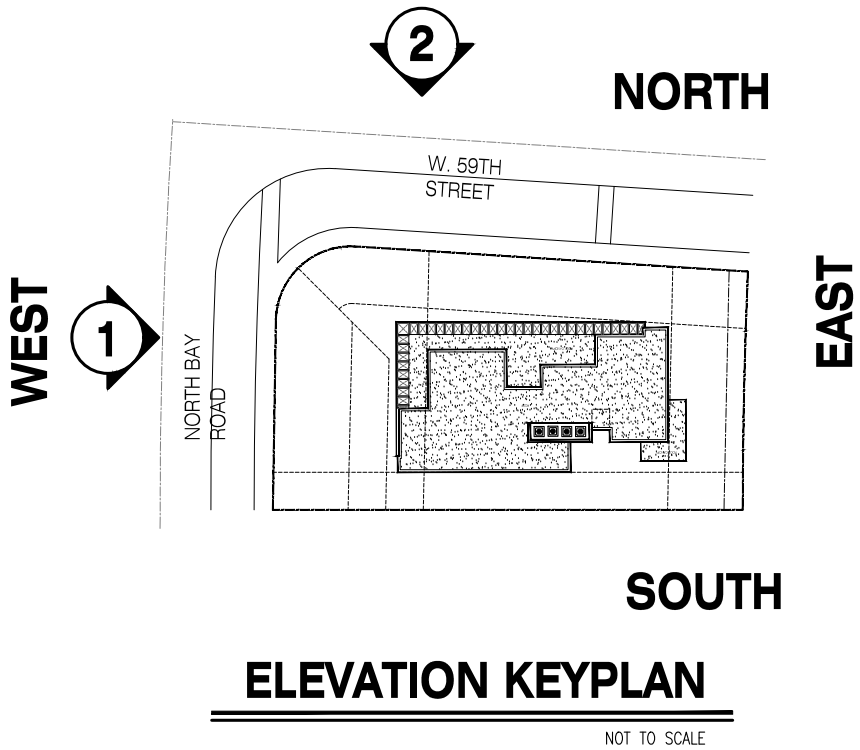 2
NORTH
W. 59TH
STREET
WEST
1
EAST
NORTH BAY
ROAD
SOUTH
ELEVATION KEYPLAN
NOT TO SCALE